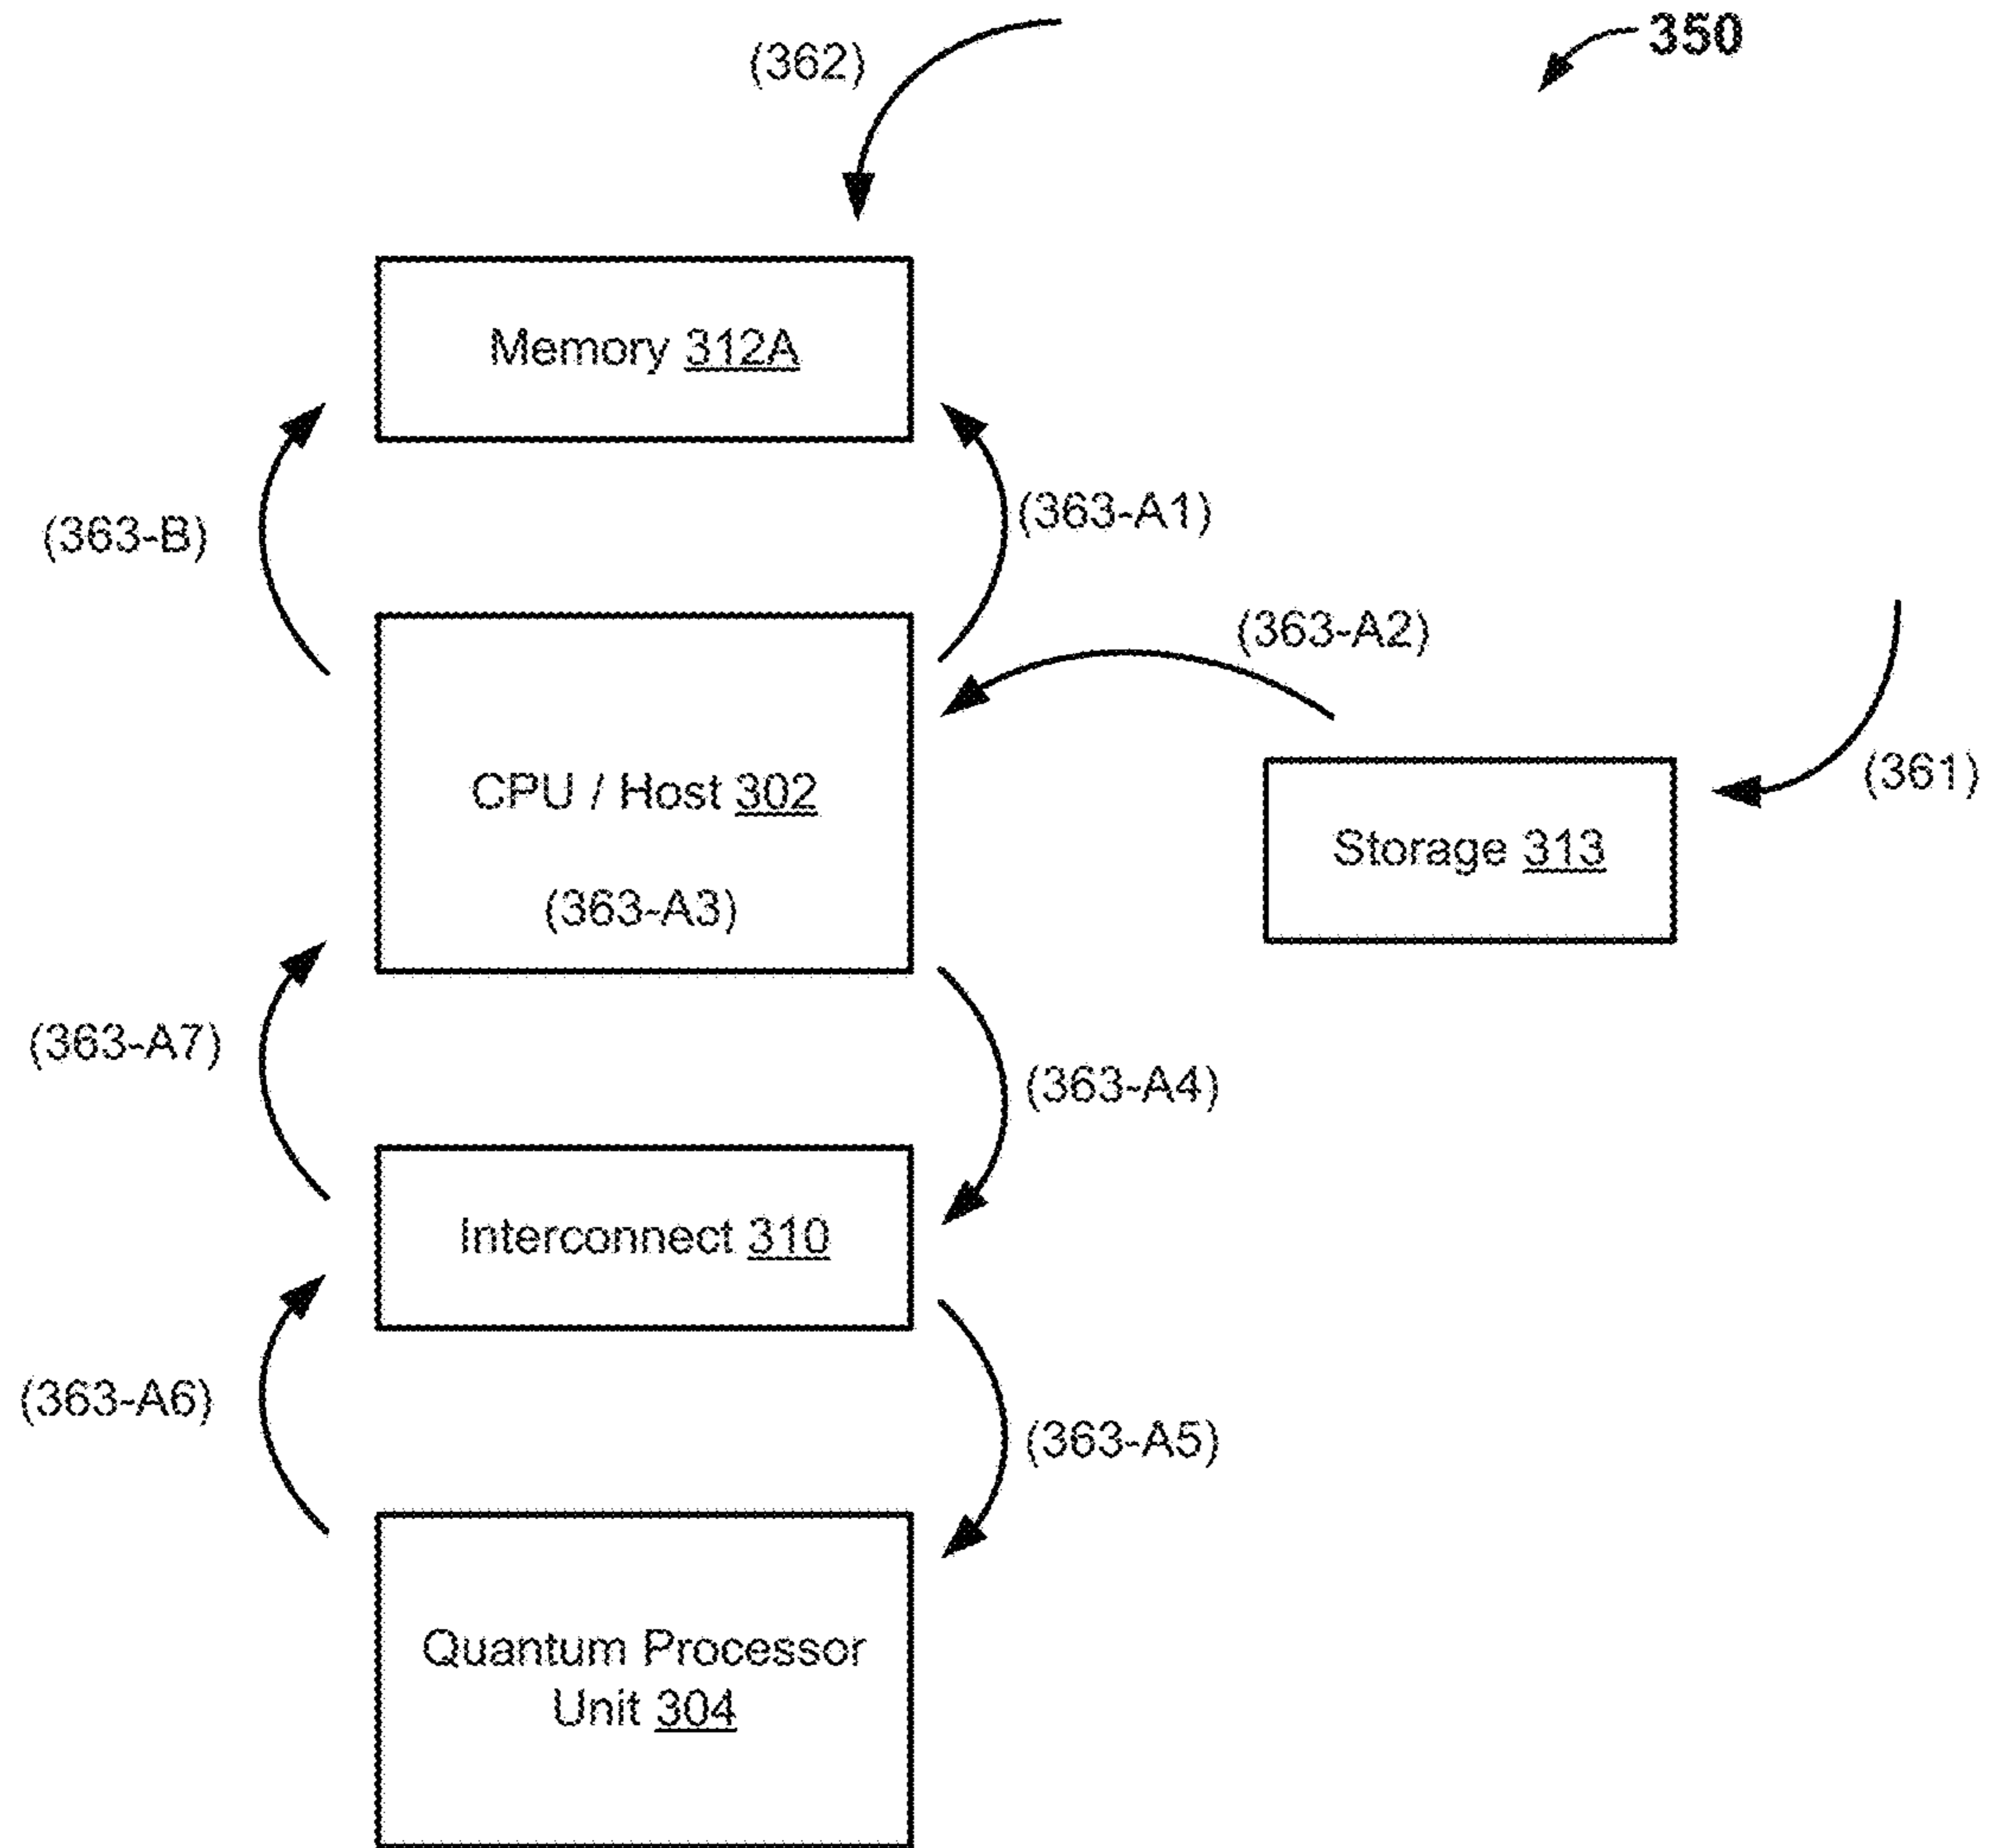 350
(362)
Memory 312A
(363-B)
(363-A1)
(363-A2)
CPU / Host 302
(361)
Storage 313
(363-A3)
(363-A7)
(363-A4)
Interconnect 310
(363-A6)
(363-A5)
Quantum Processor
Unit 304